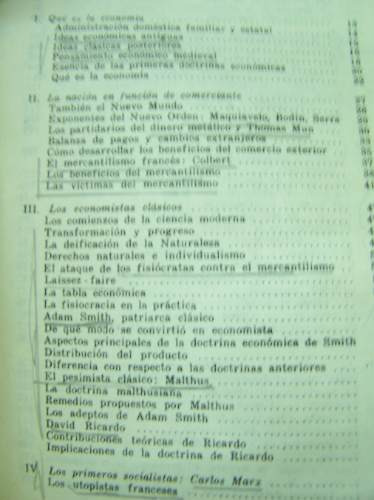 I. Que es la economía
Administración doméstica familiar y estatal
Ideas económicas antiguas
Ideas clásicas posteriores
Pensamiento económico medieval
Esencia de las primeras doctrinas económicas
Qué es la economía
II. La nación en función de comerciante
También el Nuevo Mundo
Exponentes del Nuevo Orden: Maquiavelo, Bodin, Serra
Los partidarios del dinero metálico y Thomas Mun
Balanza de pagos y cambios extranjeros 33
Cómo desarrollar los beneficios del comercio exterior 35
El mercantilismo francés: Colbert 37
Los beneficios del mercantilismo
Las víctimas del mercantilismo 41
III. Los economistas clásicos
Los comienzos de la ciencia moderna
Transformación y progreso
La deificación de la Naturaleza
Derechos naturales e individualismo
El ataque de los fisiócratas contra el mercantilismo
Laissez-faire
La tabla económica
La fisiocracia en la práctica
Adam Smith, patriarca clásico
De qué modo se convirtió en economista
Aspectos principales de la doctrina económica de Smith
Distribución del producto
Diferencia con respecto a las doctrinas anteriores
El pesimista clásico: Malthus
La doctrina malthusiana
Remedios propuestos por Malthus
Los adeptos de Adam Smith
David Ricardo
Contribuciones teóricas de Ricardo
Implicaciones de la doctrina de Ricardo
IV. Los primeros socialistas: Carlos Marx
Los utopistas franceses